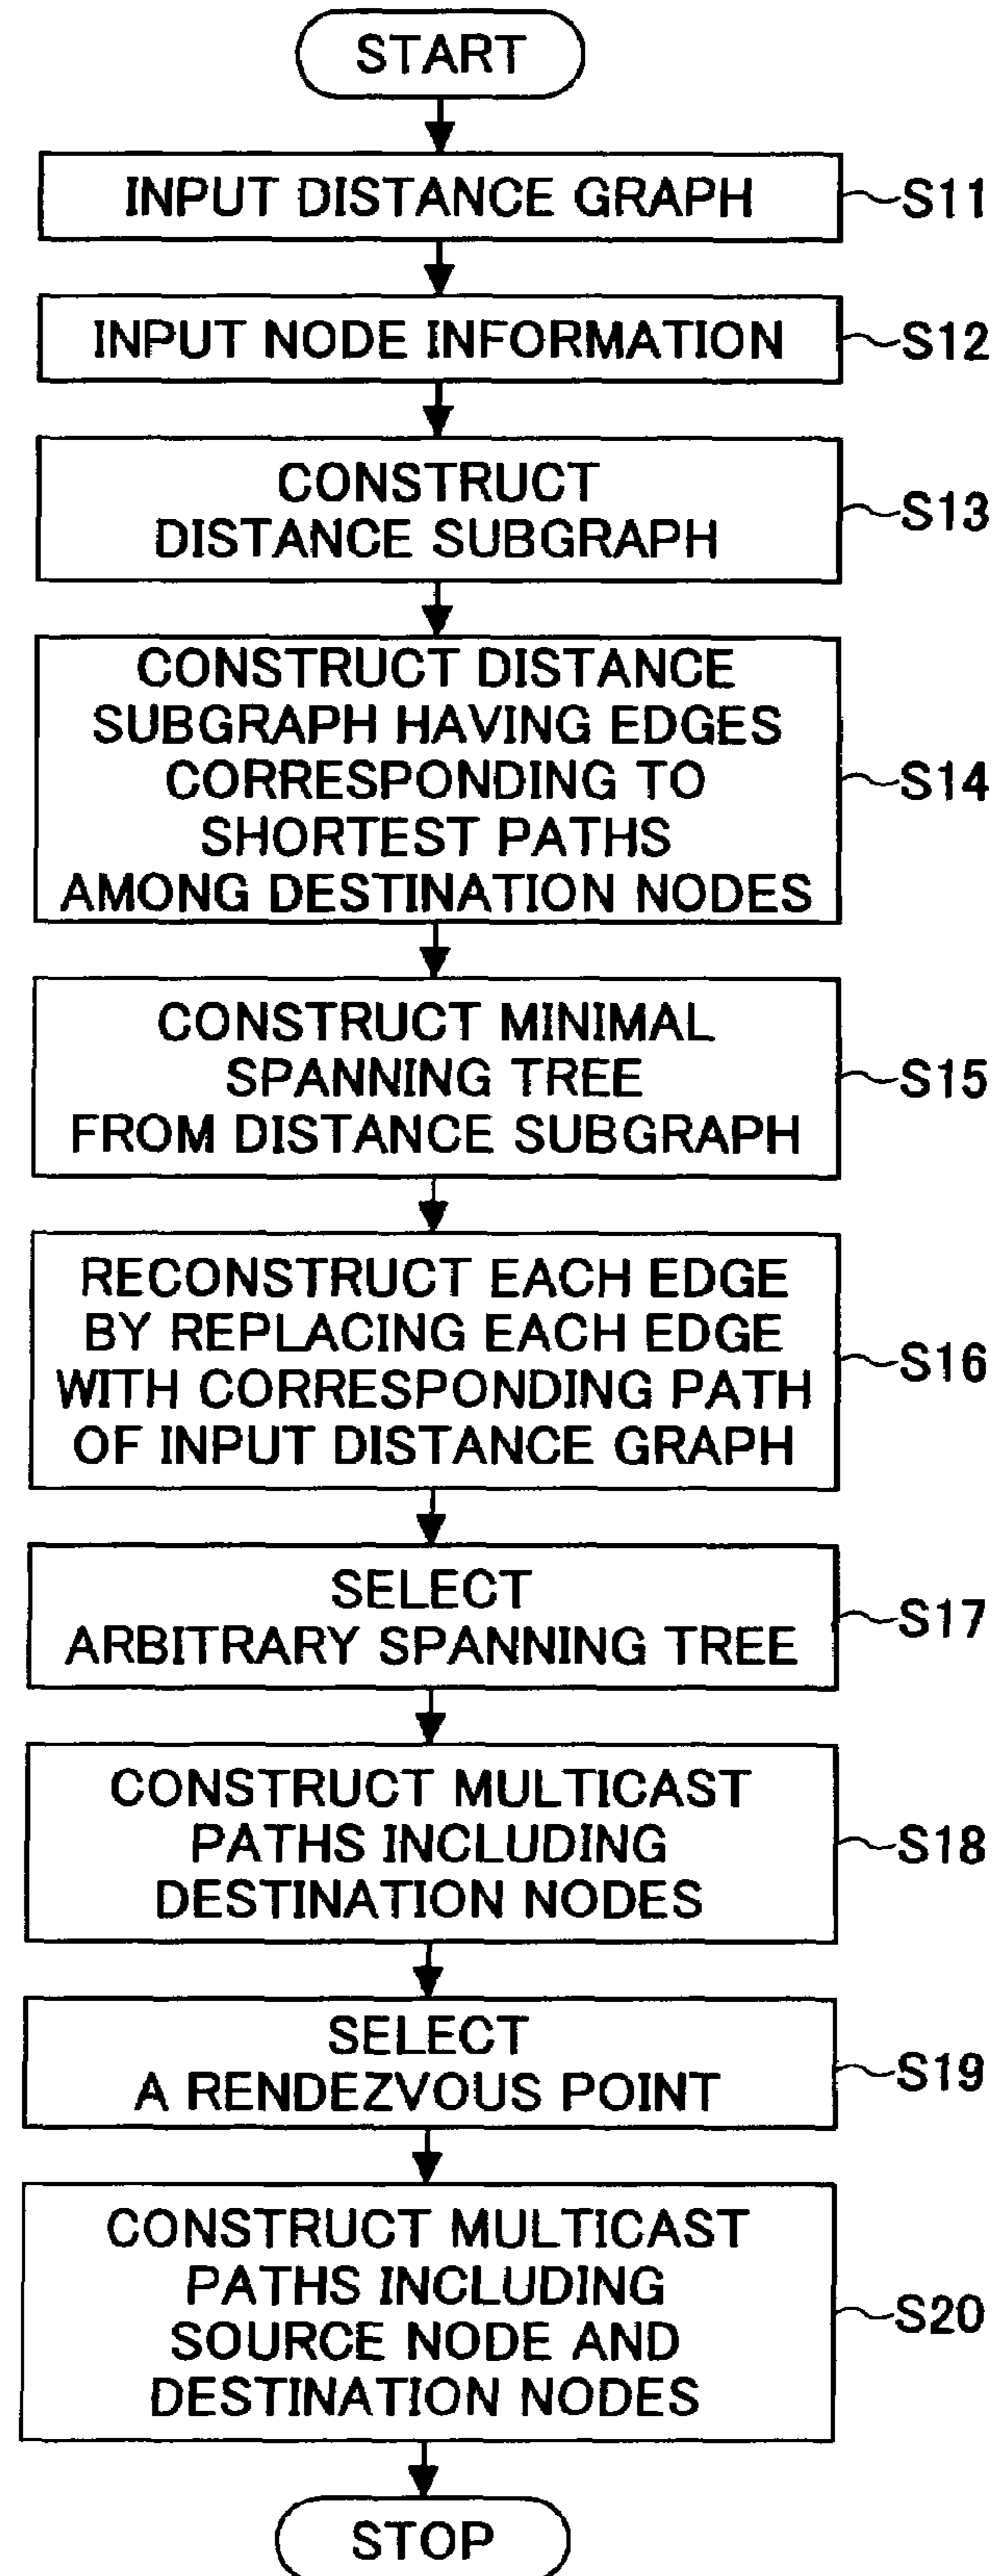 START
INPUT DISTANCE GRAPH
S11
INPUT NODE INFORMATION
S12
CONSTRUCT
DISTANCE SUBGRAPH
S13
CONSTRUCT DISTANCE
SUBGRAPH HAVING EDGES
CORRESPONDING TO
SHORTEST PATHS
AMONG DESTINATION NODES
S14
CONSTRUCT MINIMAL
SPANNING TREE
FROM DISTANCE SUBGRAPH
S15
RECONSTRUCT EACH EDGE
BY REPLACING EACH EDGE
WITH CORRESPONDING PATH
OF INPUT DISTANCE GRAPH
S16
SELECT
ARBITRARY SPANNING TREE
S17
CONSTRUCT MULTICAST
PATHS INCLUDING
DESTINATION NODES
S18
SELECT
A RENDEZVOUS POINT
S19
CONSTRUCT MULTICAST
PATHS INCLUDING
SOURCE NODE AND
DESTINATION NODES
S20
STOP